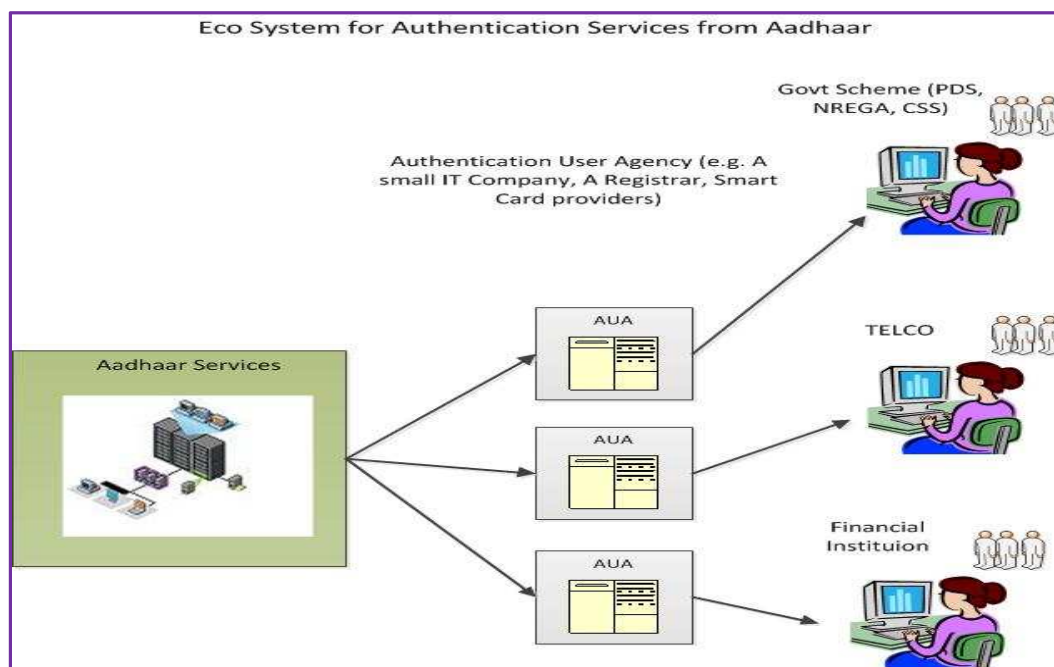 Eco System for Authentication Services from Aadhaar
Govt Scheme (PDS,
NREGA, CSS)
Authentication User Agency (e.g. A
small IT Company, A Registrar, Smart
Card providers)
AUA
TELCO
Aadhaar Services
AUA
Financial
Instituion
AUA